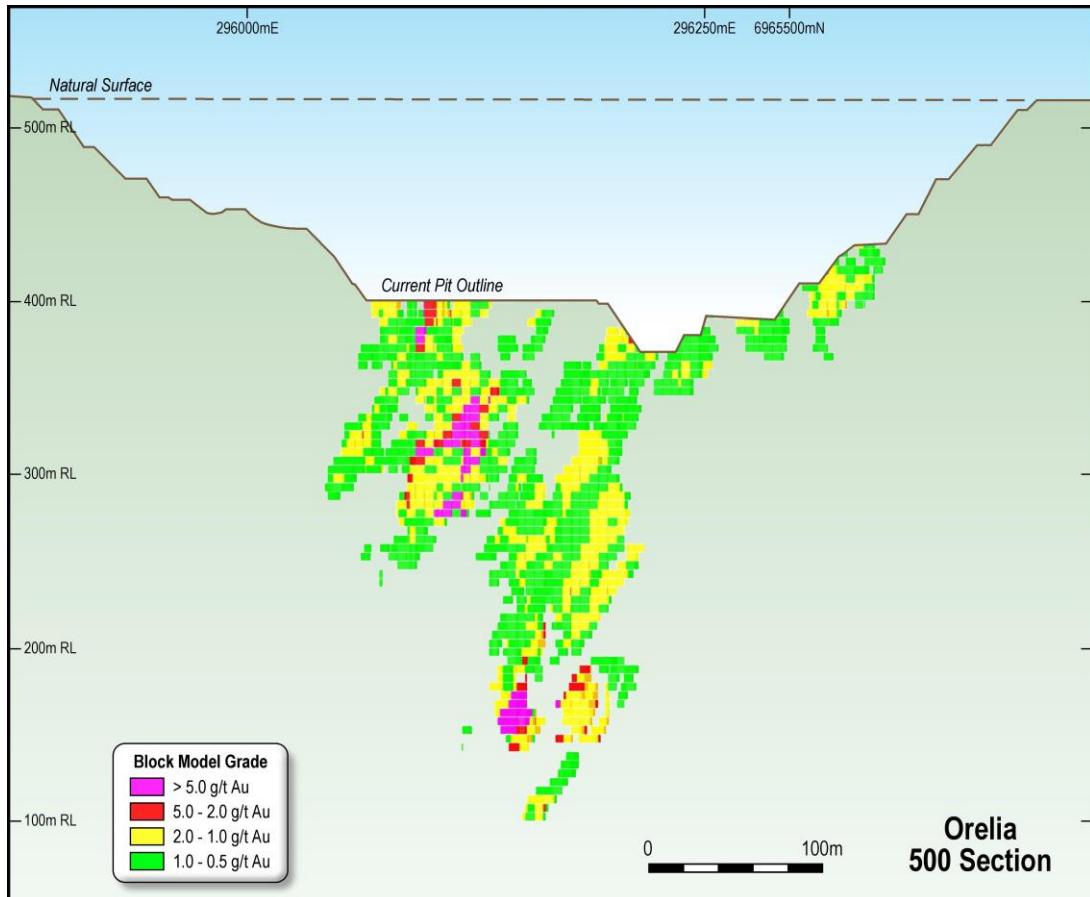 296000mE
296250mE
6965500mN
Natural Surface
500m RL
Current Pit Outline
400m RL
300m RL
200m RL
100m RL
Block Model Grade
> 5.0 g/t Au
5.0 - 2.0 g/t Au
2.0 - 1.0 g/t Au
1.0 - 0.5 g/t Au
0
100m
Orelia
500 Section